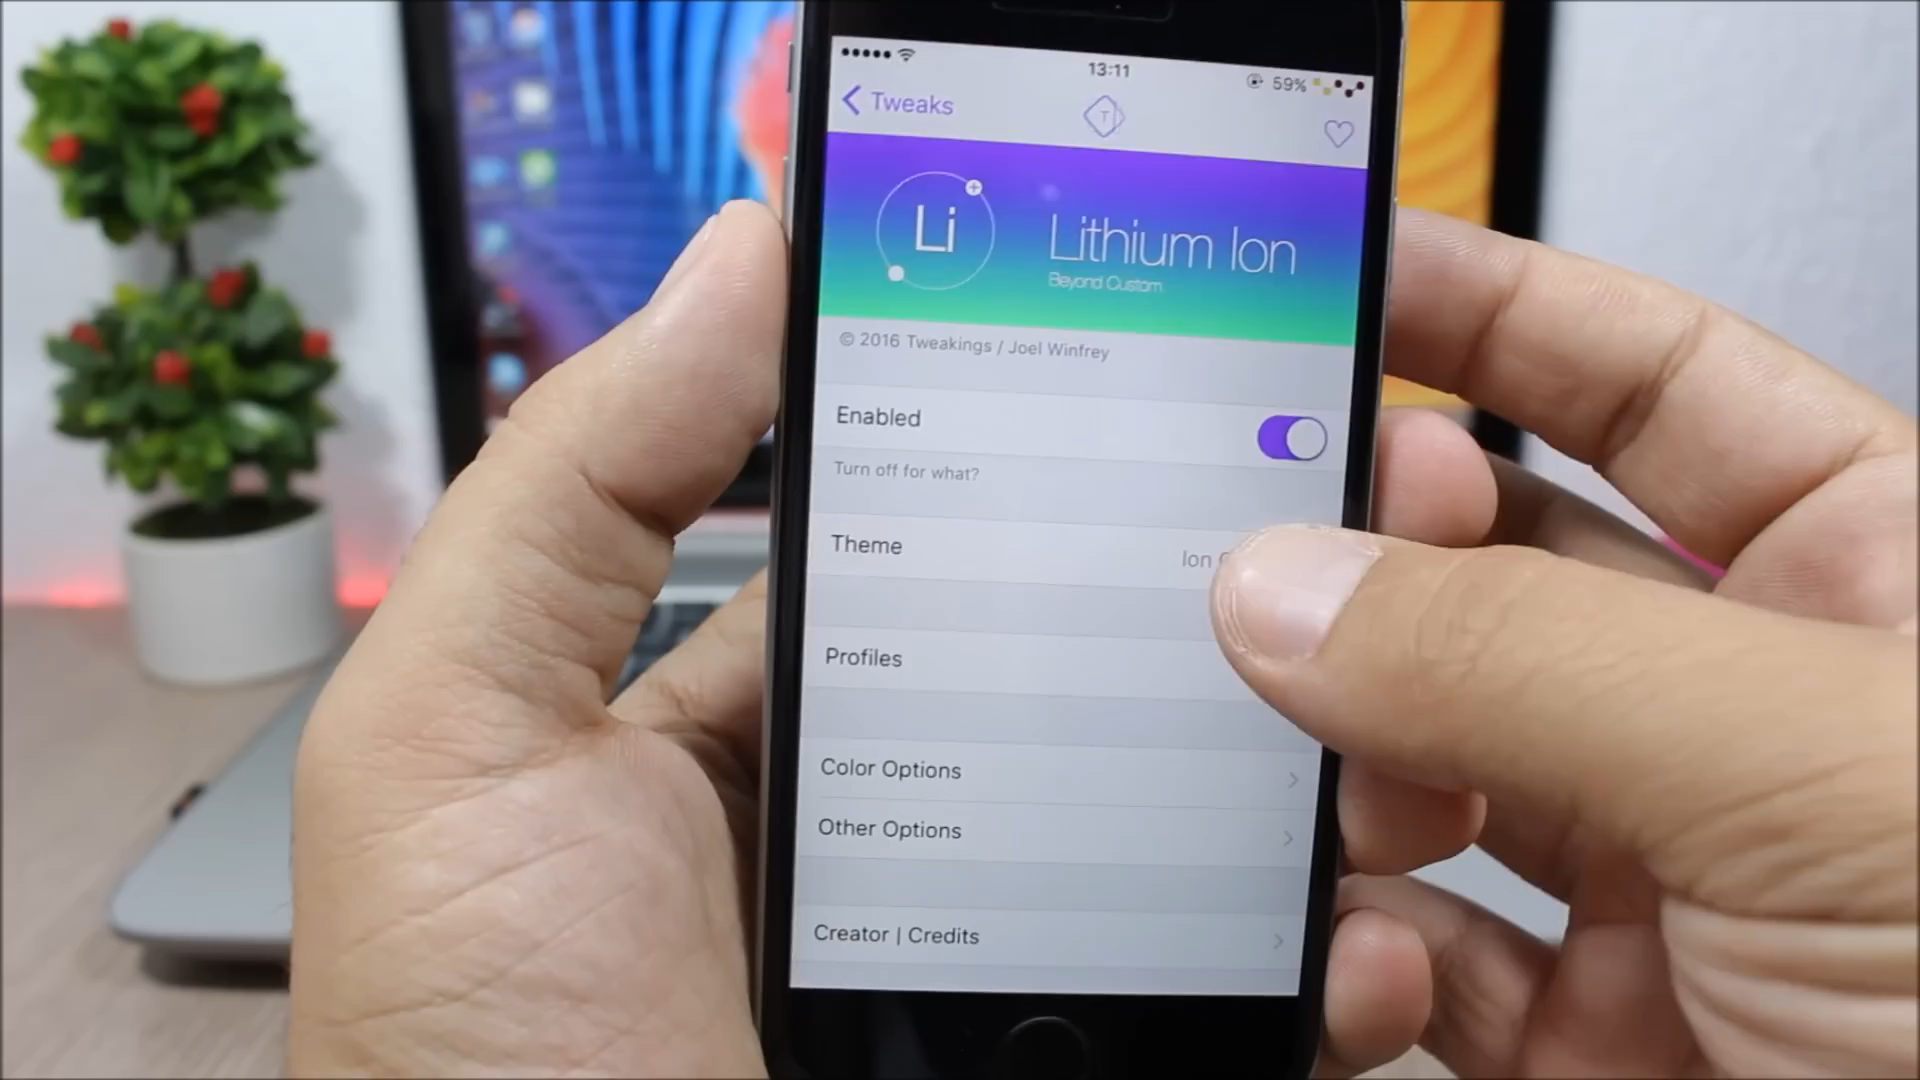 13:11
59%
Tweaks
T
Li
Lithium Ion
Beyond Custom.
© 2016 Tweakings / Joel Winfrey
Enabled
Turn off for what?
Theme
Ion
Profiles
Color Options
Other Options
Creator | Credits